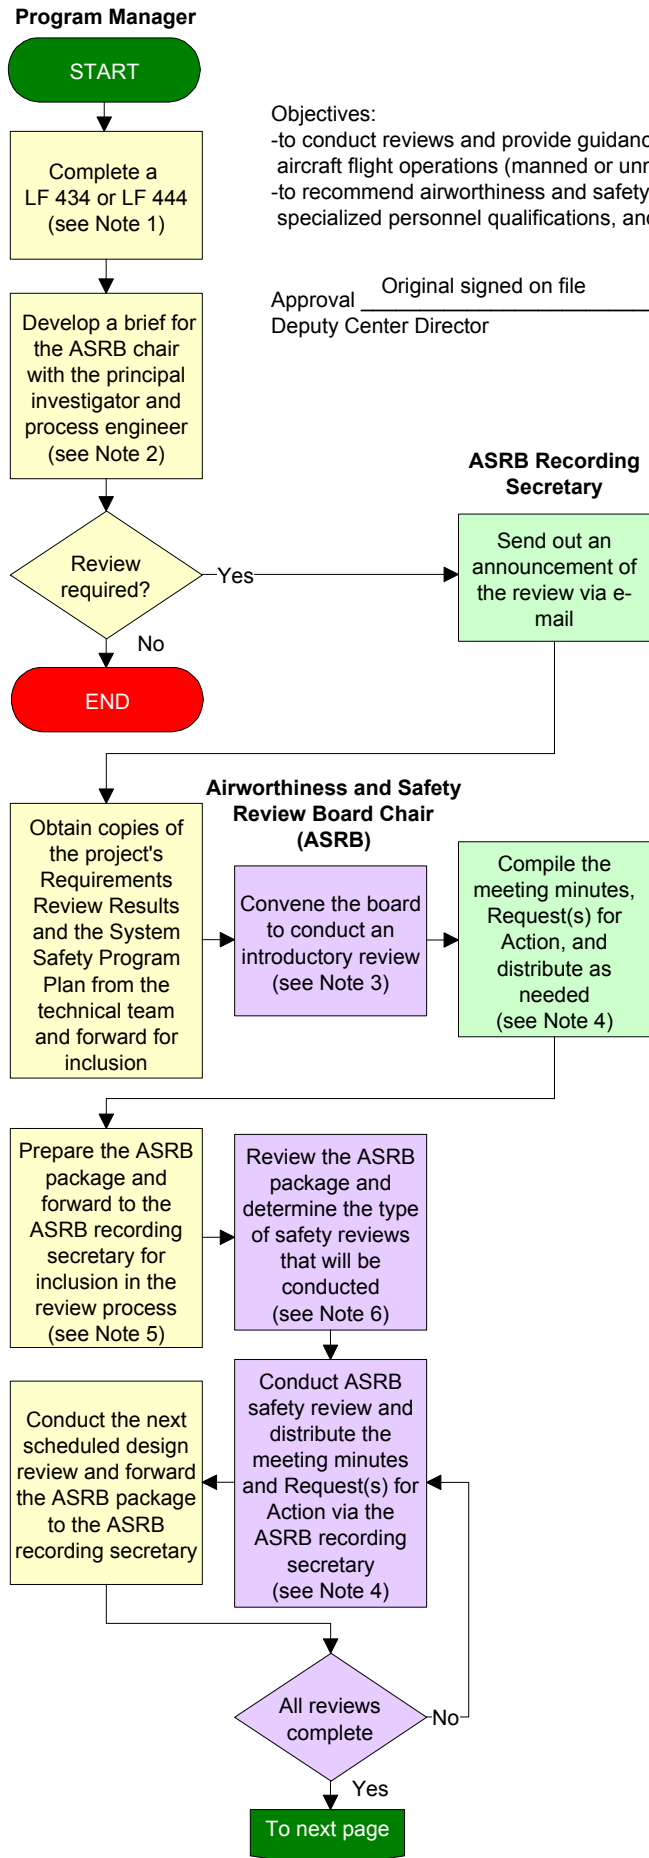 Program Manager
START
Complete a
LF 434 or LF 444
(see Note 1)
Objectives:
-to conduct reviews and provide guidanc
aircraft flight operations (manned or unr
-to recommend airworthiness and safety
specialized personnel qualifications, and
Original signed on file
Approval
Deputy Center Director
Develop a brief for
the ASRB chair
with the principal
investigator and
process engineer
(see Note 2)
ASRB Recording
Secretary
Review
required?
Yes
Send out an
announcement of
the review via e-
mail
No
END
Airworthiness and Safety
Review Board Chair
(ASRB)
Obtain copies of
the project's
Requirements
Review Results
and the System
Safety Program
Plan from the
technical team
and forward for
inclusion
Convene the board
to conduct an
introductory review
(see Note 3)
Compile the
meeting minutes,
Request(s) for
Action, and
distribute as
needed
(see Note 4)
Prepare the ASRB
package and
forward to the
ASRB recording
secretary for
inclusion in the
review process
(see Note 5)
Review the ASRB
package and
determine the type
of safety reviews
that will be
conducted
(see Note 6)
Conduct the next
scheduled design
review and forward
the ASRB package
to the ASRB
recording secretary
Conduct ASRB
safety review and
distribute the
meeting minutes
and Request(s) for
Action via the
ASRB recording
secretary
(see Note 4)
All reviews
complete
No
Yes
To next page